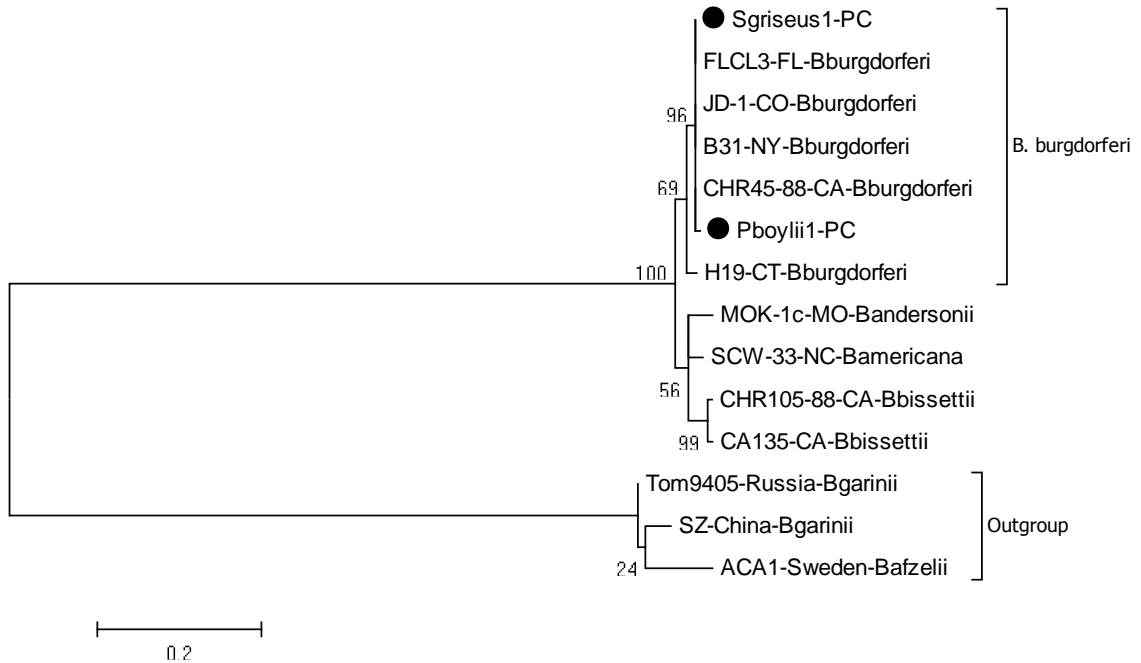 Sgriseus1-PC
FLCL3-FL-Bburgdorferi
JD-1-CO-Bburgdorferi
96
B31-NY-Bburgdorferi
B. burgdorferi
CHR45-88-CA-Bburgdorferi
69
Pboylii1-PC
H19-CT-Bburgdorferi
100
MOK-1c-MO-Bandersonii
SCW-33-NC-Bamericana
56
CHR105-88-CA-Bbissettii
CA135-CA-Bbissettii
99
Tom9405-Russia-Bgarinii
SZ-China-Bgarinii
Outgroup
ACA1-Sweden-Bafzelii
24
0.2